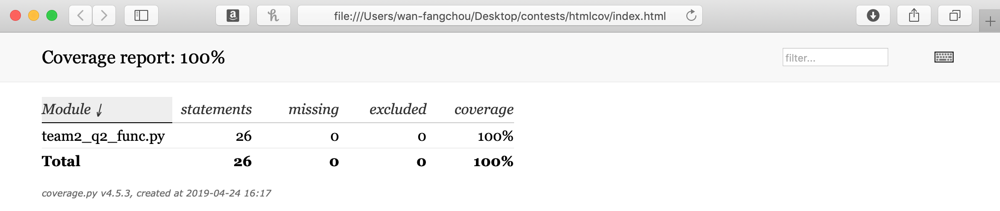 file:///Users/wan-fangchou/Desktop/contests/htmlcov/index.html
Coverage report: 100%
filter...
Module ↓ statements missing excluded coverage
team2_q2_func.py 26 0 0 100%
Total 26 0 0 100%
coverage.py v4.5.3, created at 2019-04-24 16:17